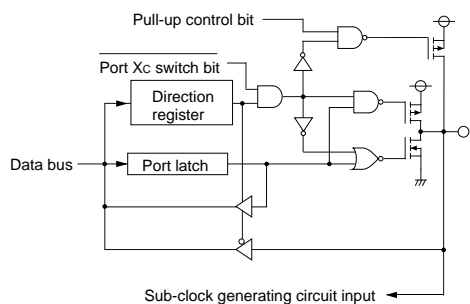 Pull-up control bit
Port XC switch bit
Direction
register
Data bus
Port latch
Sub-clock generating circuit input